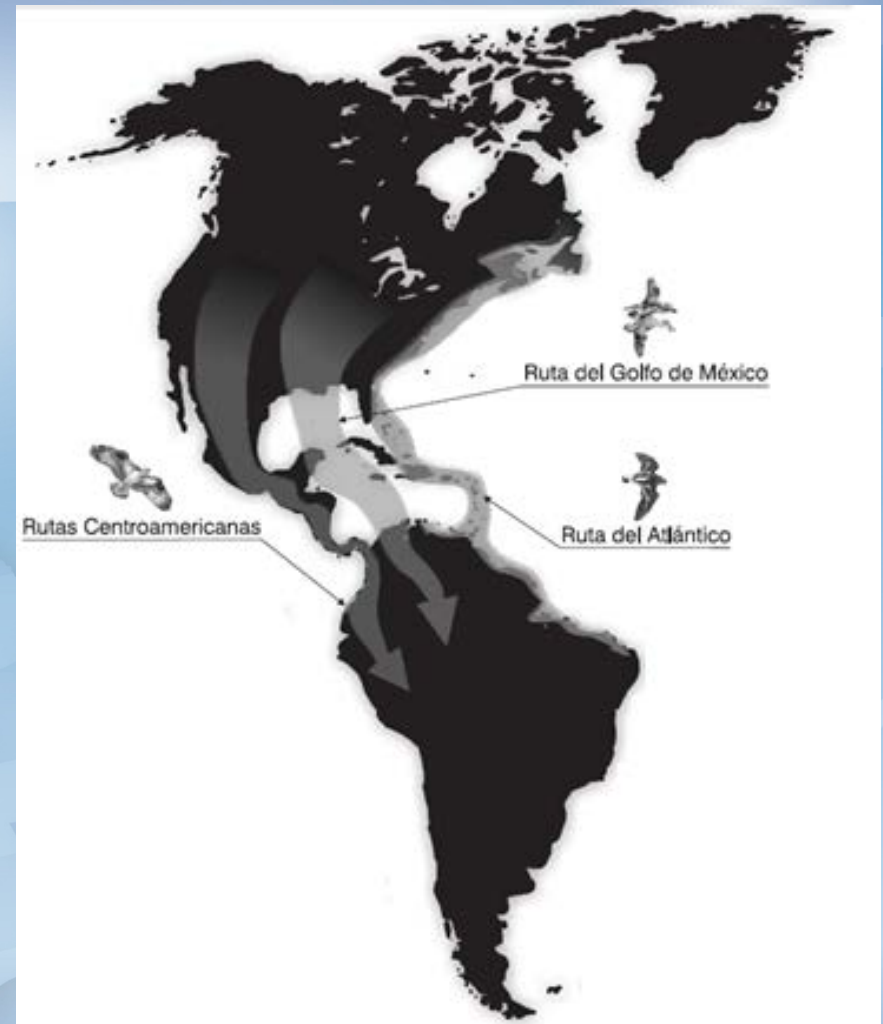 Ruta del Golfo de México
Rutas Centroamericanas
Ruta del Atlántico